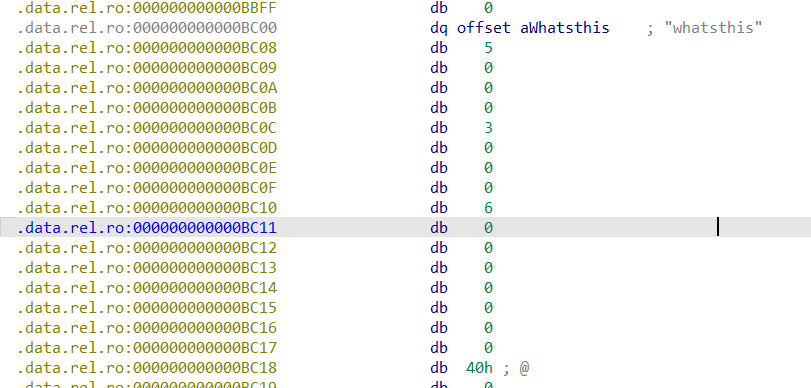 .data.rel.ro:000000000000BBFF db 0
.data.rel.ro:000000000000BC00 dq offset aWhatsthis ; "whatsthis"
.data.rel.ro:000000000000BC08 db 5
.data.rel.ro:000000000000BC09 db 0
.data.rel.ro:000000000000BC0A db 0
.data.rel.ro:000000000000BC0B db 0
.data.rel.ro:000000000000BC0C db 3
.data.rel.ro:000000000000BC0D db 0
.data.rel.ro:000000000000BC0E db 0
.data.rel.ro:000000000000BC0F db 0
.data.rel.ro:000000000000BC10 db 6
.data.rel.ro:000000000000BC11 db 0
.data.rel.ro:000000000000BC12 db 0
.data.rel.ro:000000000000BC13 db 0
.data.rel.ro:000000000000BC14 db 0
.data.rel.ro:000000000000BC15 db 0
.data.rel.ro:000000000000BC16 db 0
.data.rel.ro:000000000000BC17 db 0
.data.rel.ro:000000000000BC18 db 40h ; @
.data.rel.ro:000000000000BC19 db 0